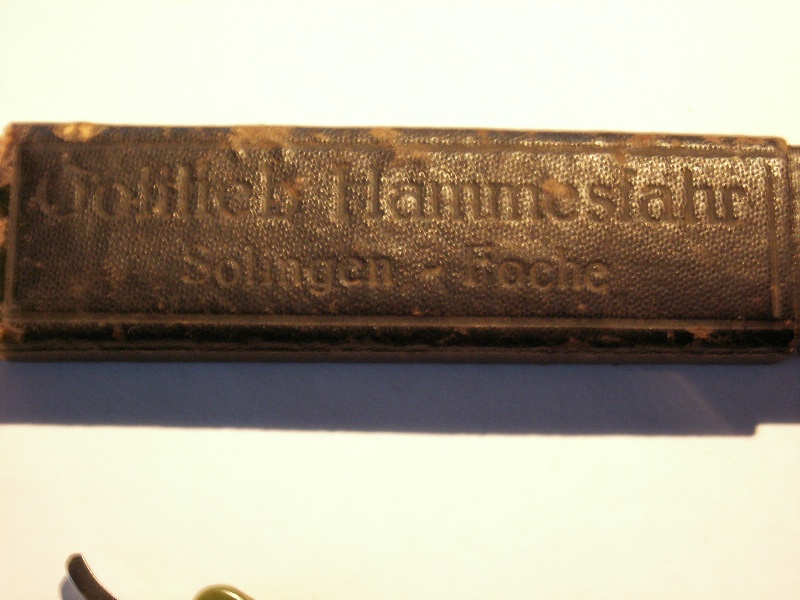 Gottlieb Hammesfahr
Solingen - Foche